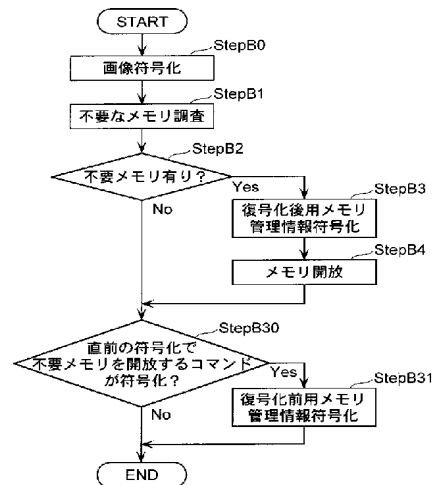 START
StepB0
画像符号化
StepB1
不要なメモリ調査
StepB2
不要メモリ有り？
Yes
No
StepB3
復号化後用メモリ
管理情報符号化
StepB4
メモリ開放
StepB30
直前の符号化で
不要メモリを開放するコマンド
が符号化？
Yes
No
StepB31
復号化前用メモリ
管理情報符号化
END